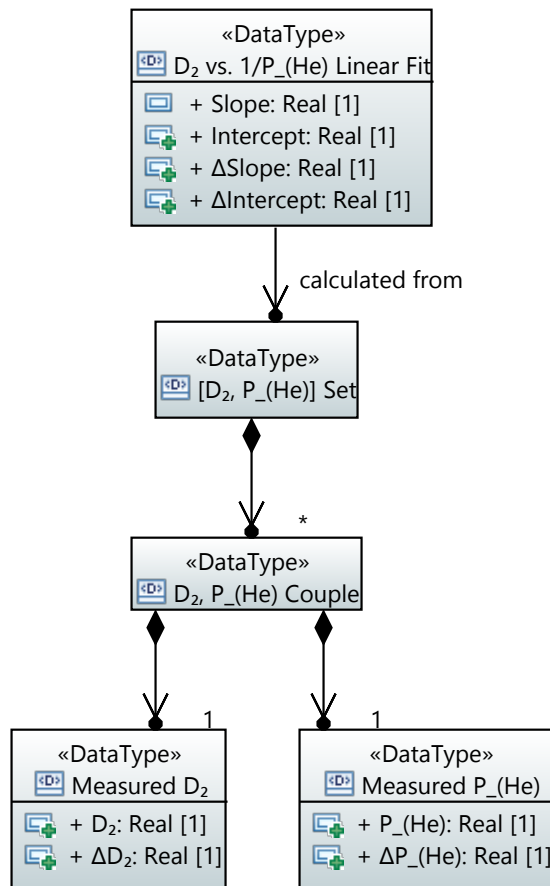 «DataType»
D₂ vs. 1/P_(He) Linear Fit
+ Slope: Real [1]
+ Intercept: Real [1]
+ ΔSlope: Real [1]
+ ΔIntercept: Real [1]
calculated from
«DataType»
[D₂, P_(He)] Set
*
«DataType»
D₂, P_(He) Couple
1
1
«DataType»
Measured D₂
+ D₂: Real [1]
+ ΔD₂: Real [1]
«DataType»
Measured P_(He)
+ P_(He): Real [1]
+ ΔP_(He): Real [1]